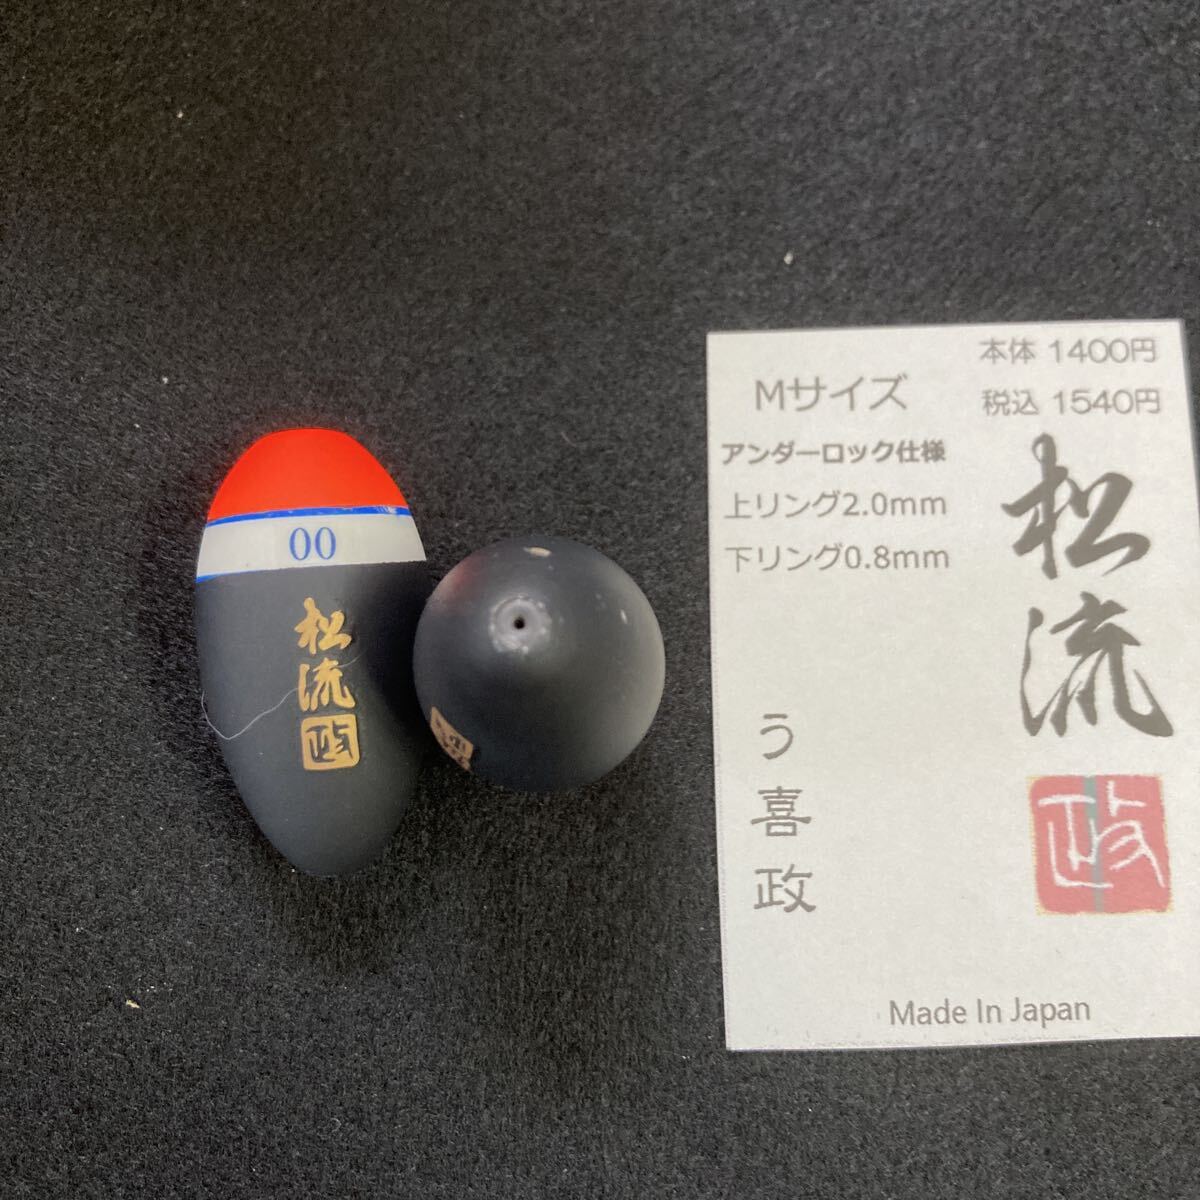 00
松流
政
本体 1400円
税込 1540円
Mサイズ
アンダーロック仕様
上リング2.0mm
下リング0.8mm
松流
う喜政
政
Made In Japan